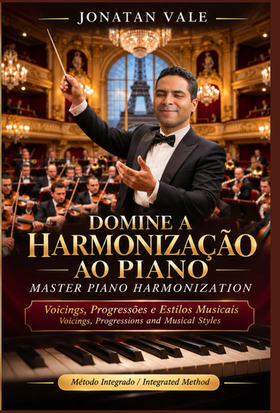 JONATAN VALE
DOMINE A
HARMONIZAÇÃO
AO PIANO
MASTER PIANO HARMONIZATION
Voicings, Progressões e Estilos Musicais
Voicings, Progressions and Musical Styles
Método Integrado / Integrated Method